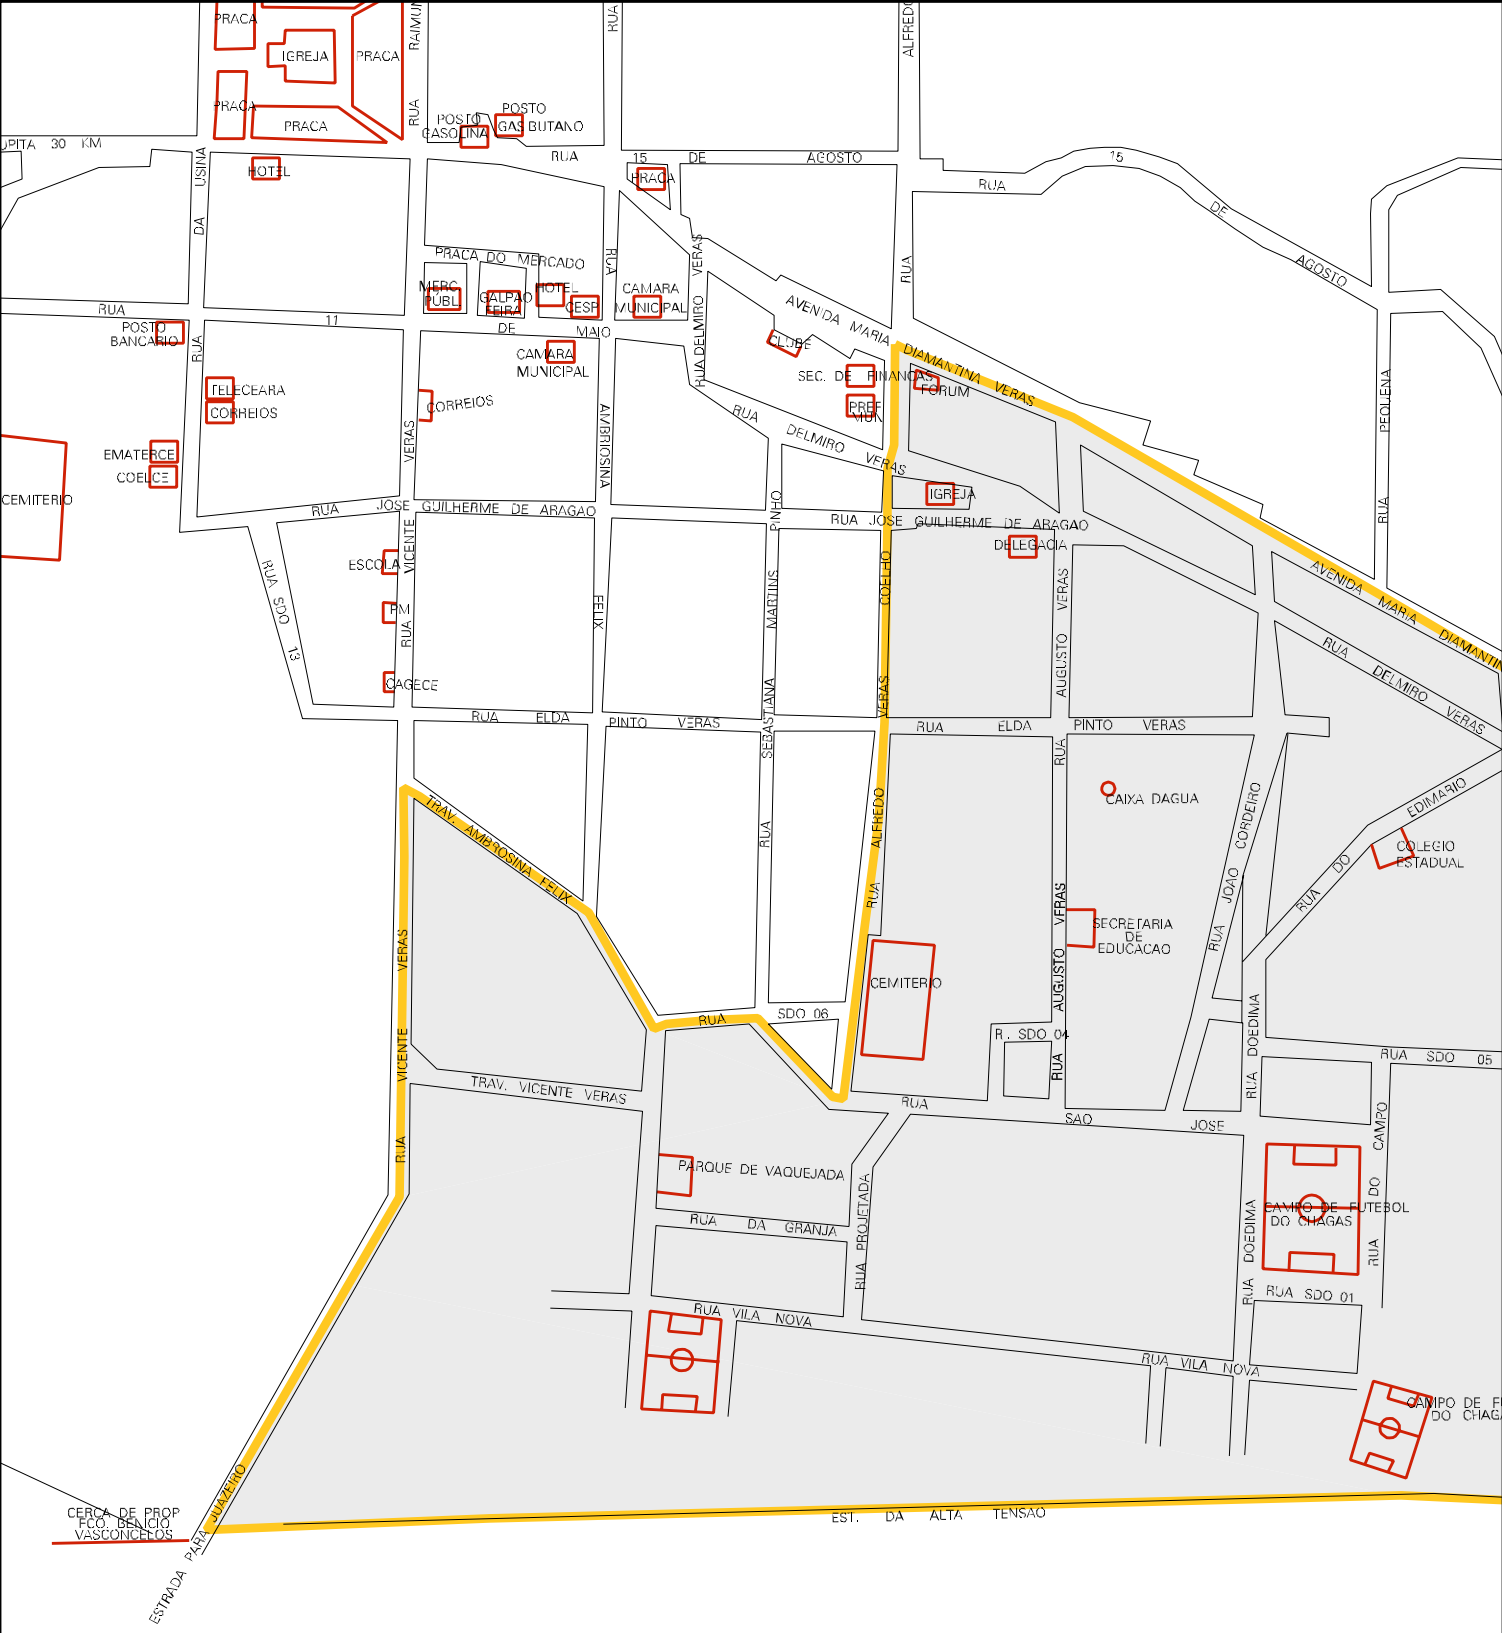 PRACA
IGREJA
PRACA
RUA
ALFREDO
PRACA
PRACA
RUA
POSTO
GASOLINA
POSTO
GAS BUTANO
30 KM
USINA
DA
RUA
HOTEL
RUA 15 DE AGOSTO
PRACA
RUA 15 DE AGOSTO
PRACA DO MERCADO
RUA
VERAS
RUA DELMIRO
RUA
MERC.
PÚBL.
GALPAO
FEIRA
HOTEL
CESP
CAMARA
MUNICIPAL
AVENIDA MARIA DIAMANTINA VERAS
RUA 11 DE MAIO
POSTO
BANCARIO
CAMARA
MUNICIPAL
CLUBE
SEC. DE FINANCAS
FORUM
PREF.
MUN.
TELECEARA
CORREIOS
CORREIOS
EMATERCE
COELCE
CEMITERIO
VERAS
VICENTE
RUA
AMBRIOSINA
FELIX
RUA DELMIRO VERAS
RUA PEQUENA
IGREJA
RUA JOSE GUILHERME DE ARAGAO
RUA JOSE GUILHERME DE ARAGAO
DELEGACIA
PINHO
MARTINS
SEBASTIANA
RUA
COELHO
VERAS
ALFREDO
RUA
RUA SDO 13
ESCOLA
PM
CAGECE
VERAS
AUGUSTO
RUA
AVENIDA MARIA DIAMANTIN
RUA DELMIRO VERAS
RUA ELDA PINTO VERAS
RUA ELDA PINTO VERAS
CAIXA DAGUA
TRAV. AMBROSINA FELIX
RUA JOAO CORDEIRO
RUA DO EDIMARIO
COLEGIO
ESTADUAL
VERAS
AUGUSTO
RUA
SECRETARIA
DE
EDUCACAO
CEMITERIO
RUA VICENTE VERAS
RUA SDO 06
R. SDO 04
RUA DOEDIMA
RUA SDO 05
TRAV. VICENTE VERAS
RUA SAO JOSE
RUA DO CAMPO
PARQUE DE VAQUEJADA
RUA PROJETADA
RUA DA GRANJA
RUA DOEDIMA
CAMPO DE FUTEBOL
DO CHAGAS
RUA SDO 01
RUA VILA NOVA
RUA VILA NOVA
CAMPO DE FU
DO CHAGA
CERCA DE PROP
FCO. BENICIO
VASCONCELOS
EST. DA ALTA TENSAO
ESTRADA PARA JUAZEIRO